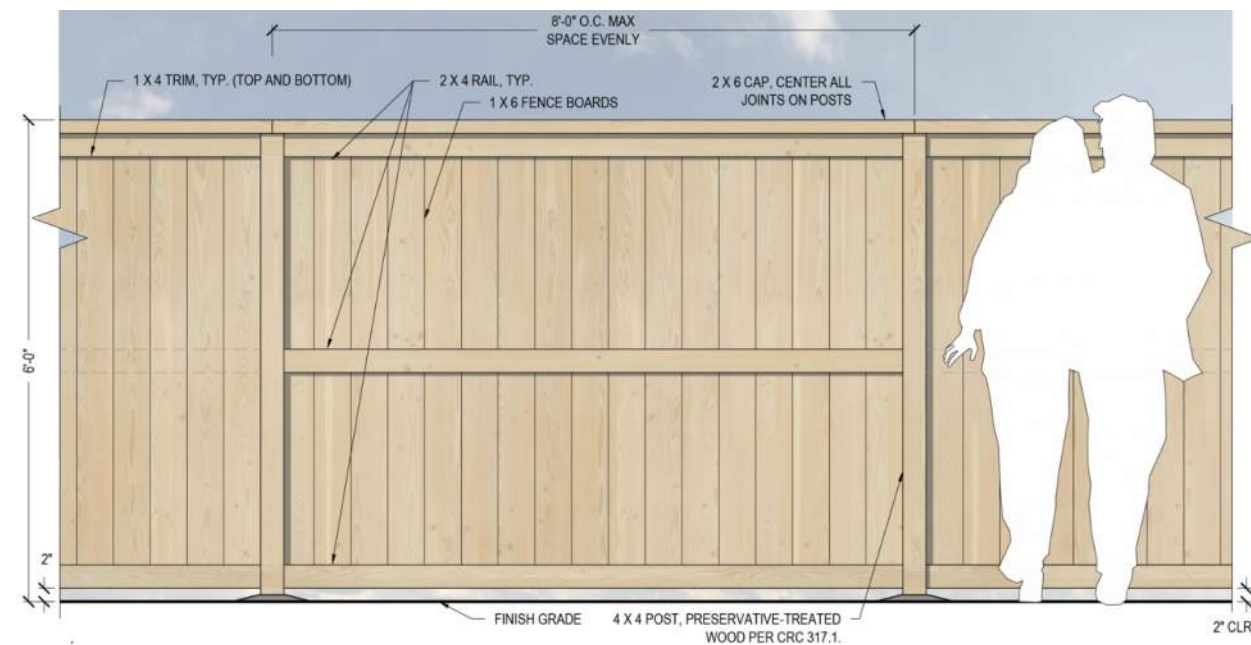 8'-0" O.C. MAX
SPACE EVENLY
1 X 4 TRIM, TYP. (TOP AND BOTTOM)
2 X 4 RAIL, TYP.
1 X 6 FENCE BOARDS
2 X 6 CAP, CENTER ALL
JOINTS ON POSTS
6'-0"
2"
FINISH GRADE
4 X 4 POST, PRESERVATIVE-TREATED
WOOD PER CRC 317.1.
2" CLR